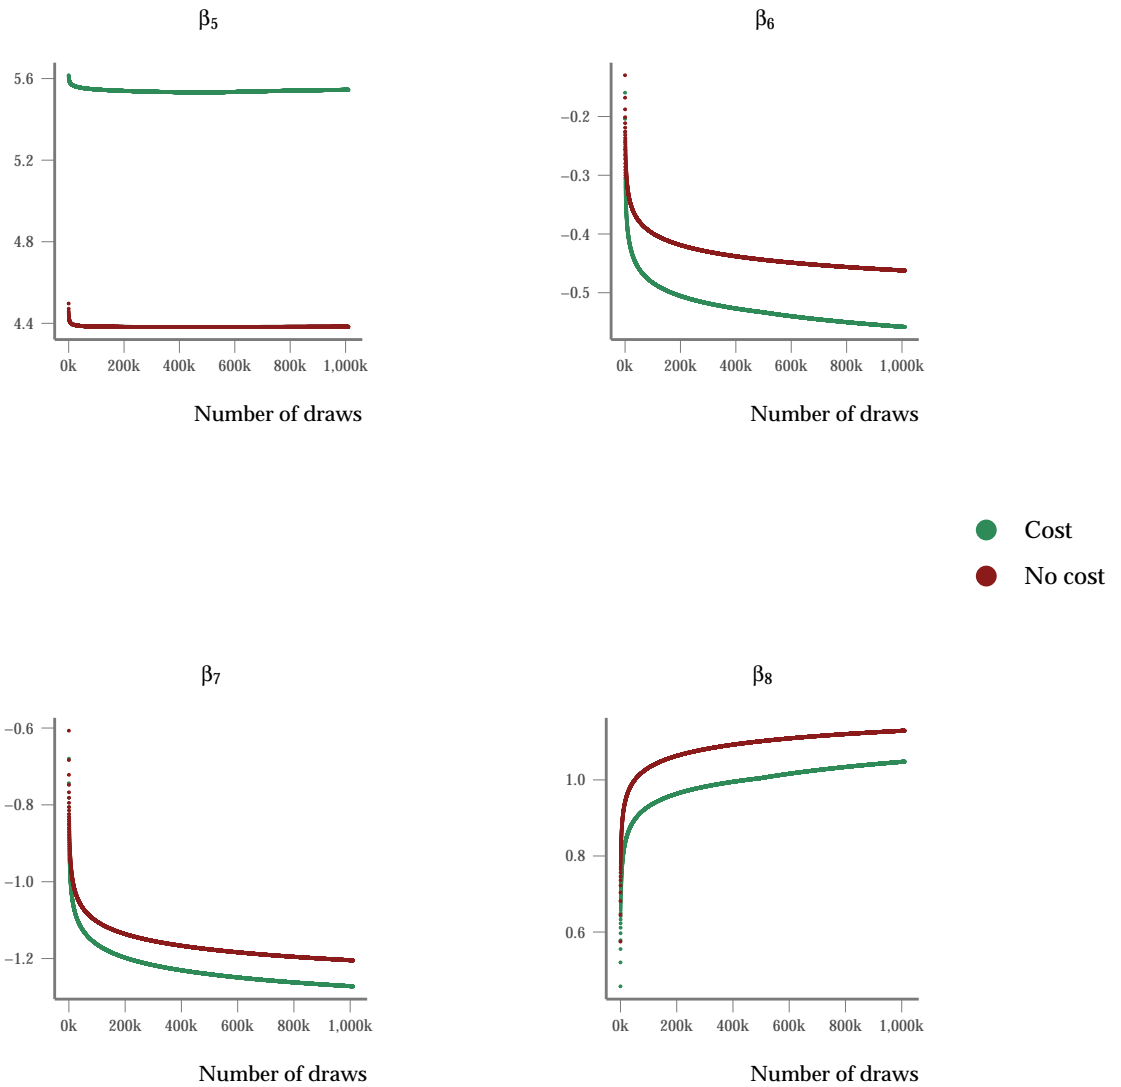 β5
5.6
5.2
4.8
4.4
0k 200k 400k 600k 800k 1,000k
Number of draws
β6
−0.2
−0.3
−0.4
−0.5
0k 200k 400k 600k 800k 1,000k
Number of draws
Cost
No cost
β7
−0.6
−0.8
−1.0
−1.2
0k 200k 400k 600k 800k 1,000k
Number of draws
β8
1.0
0.8
0.6
0k 200k 400k 600k 800k 1,000k
Number of draws